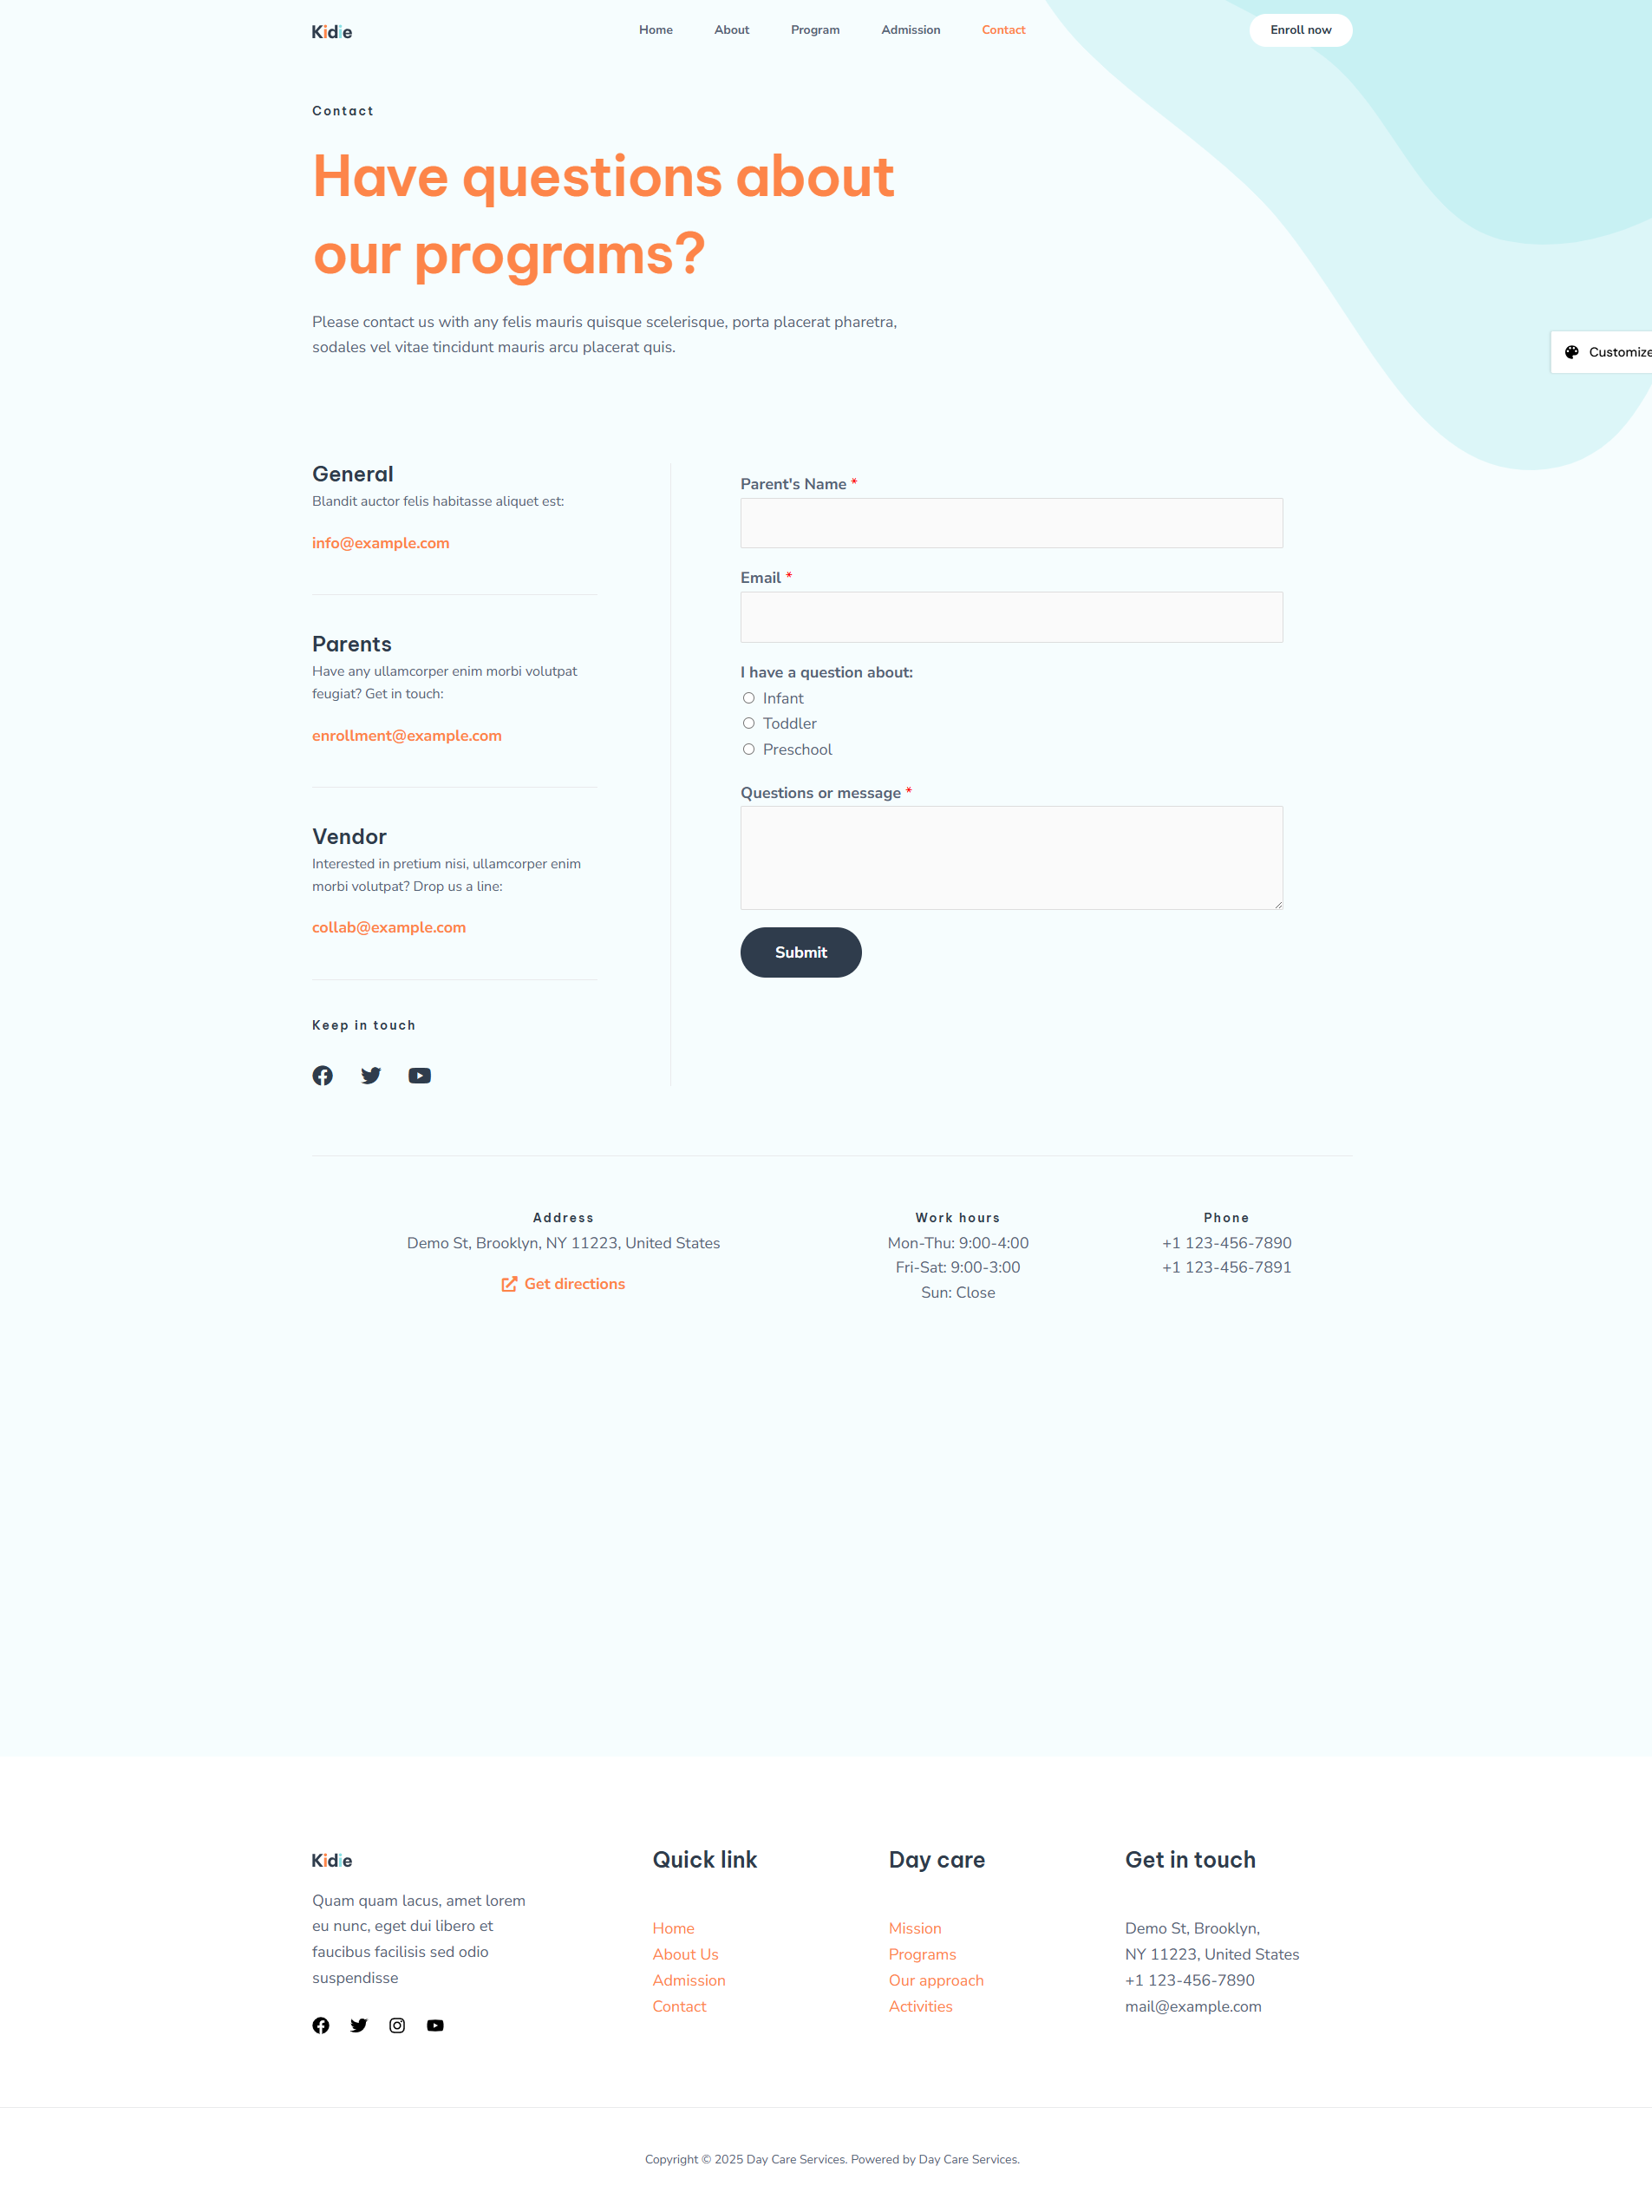 Kidie
Home
About
Program
Admission
Contact
Enroll now
Contact
Have questions about
our programs?
Please contact us with any felis mauris quisque scelerisque, porta placerat pharetra,
sodales vel vitae tincidunt mauris arcu placerat quis.
Customize
General
Blandit auctor felis habitasse aliquet est:
info@example.com
Parents
Have any ullamcorper enim morbi volutpat
feugiat? Get in touch:
enrollment@example.com
Vendor
Interested in pretium nisi, ullamcorper enim
morbi volutpat? Drop us a line:
collab@example.com
Keep in touch
Parent's Name *
Email *
I have a question about:
Infant
Toddler
Preschool
Questions or message *
Submit
Address
Demo St, Brooklyn, NY 11223, United States
Get directions
Work hours
Mon-Thu: 9:00-4:00
Fri-Sat: 9:00-3:00
Sun: Close
Phone
+1 123-456-7890
+1 123-456-7891
Kidie
Quam quam lacus, amet lorem
eu nunc, eget dui libero et
faucibus facilisis sed odio
suspendisse
Quick link
Home
About Us
Admission
Contact
Day care
Mission
Programs
Our approach
Activities
Get in touch
Demo St, Brooklyn,
NY 11223, United States
+1 123-456-7890
mail@example.com
Copyright © 2025 Day Care Services. Powered by Day Care Services.